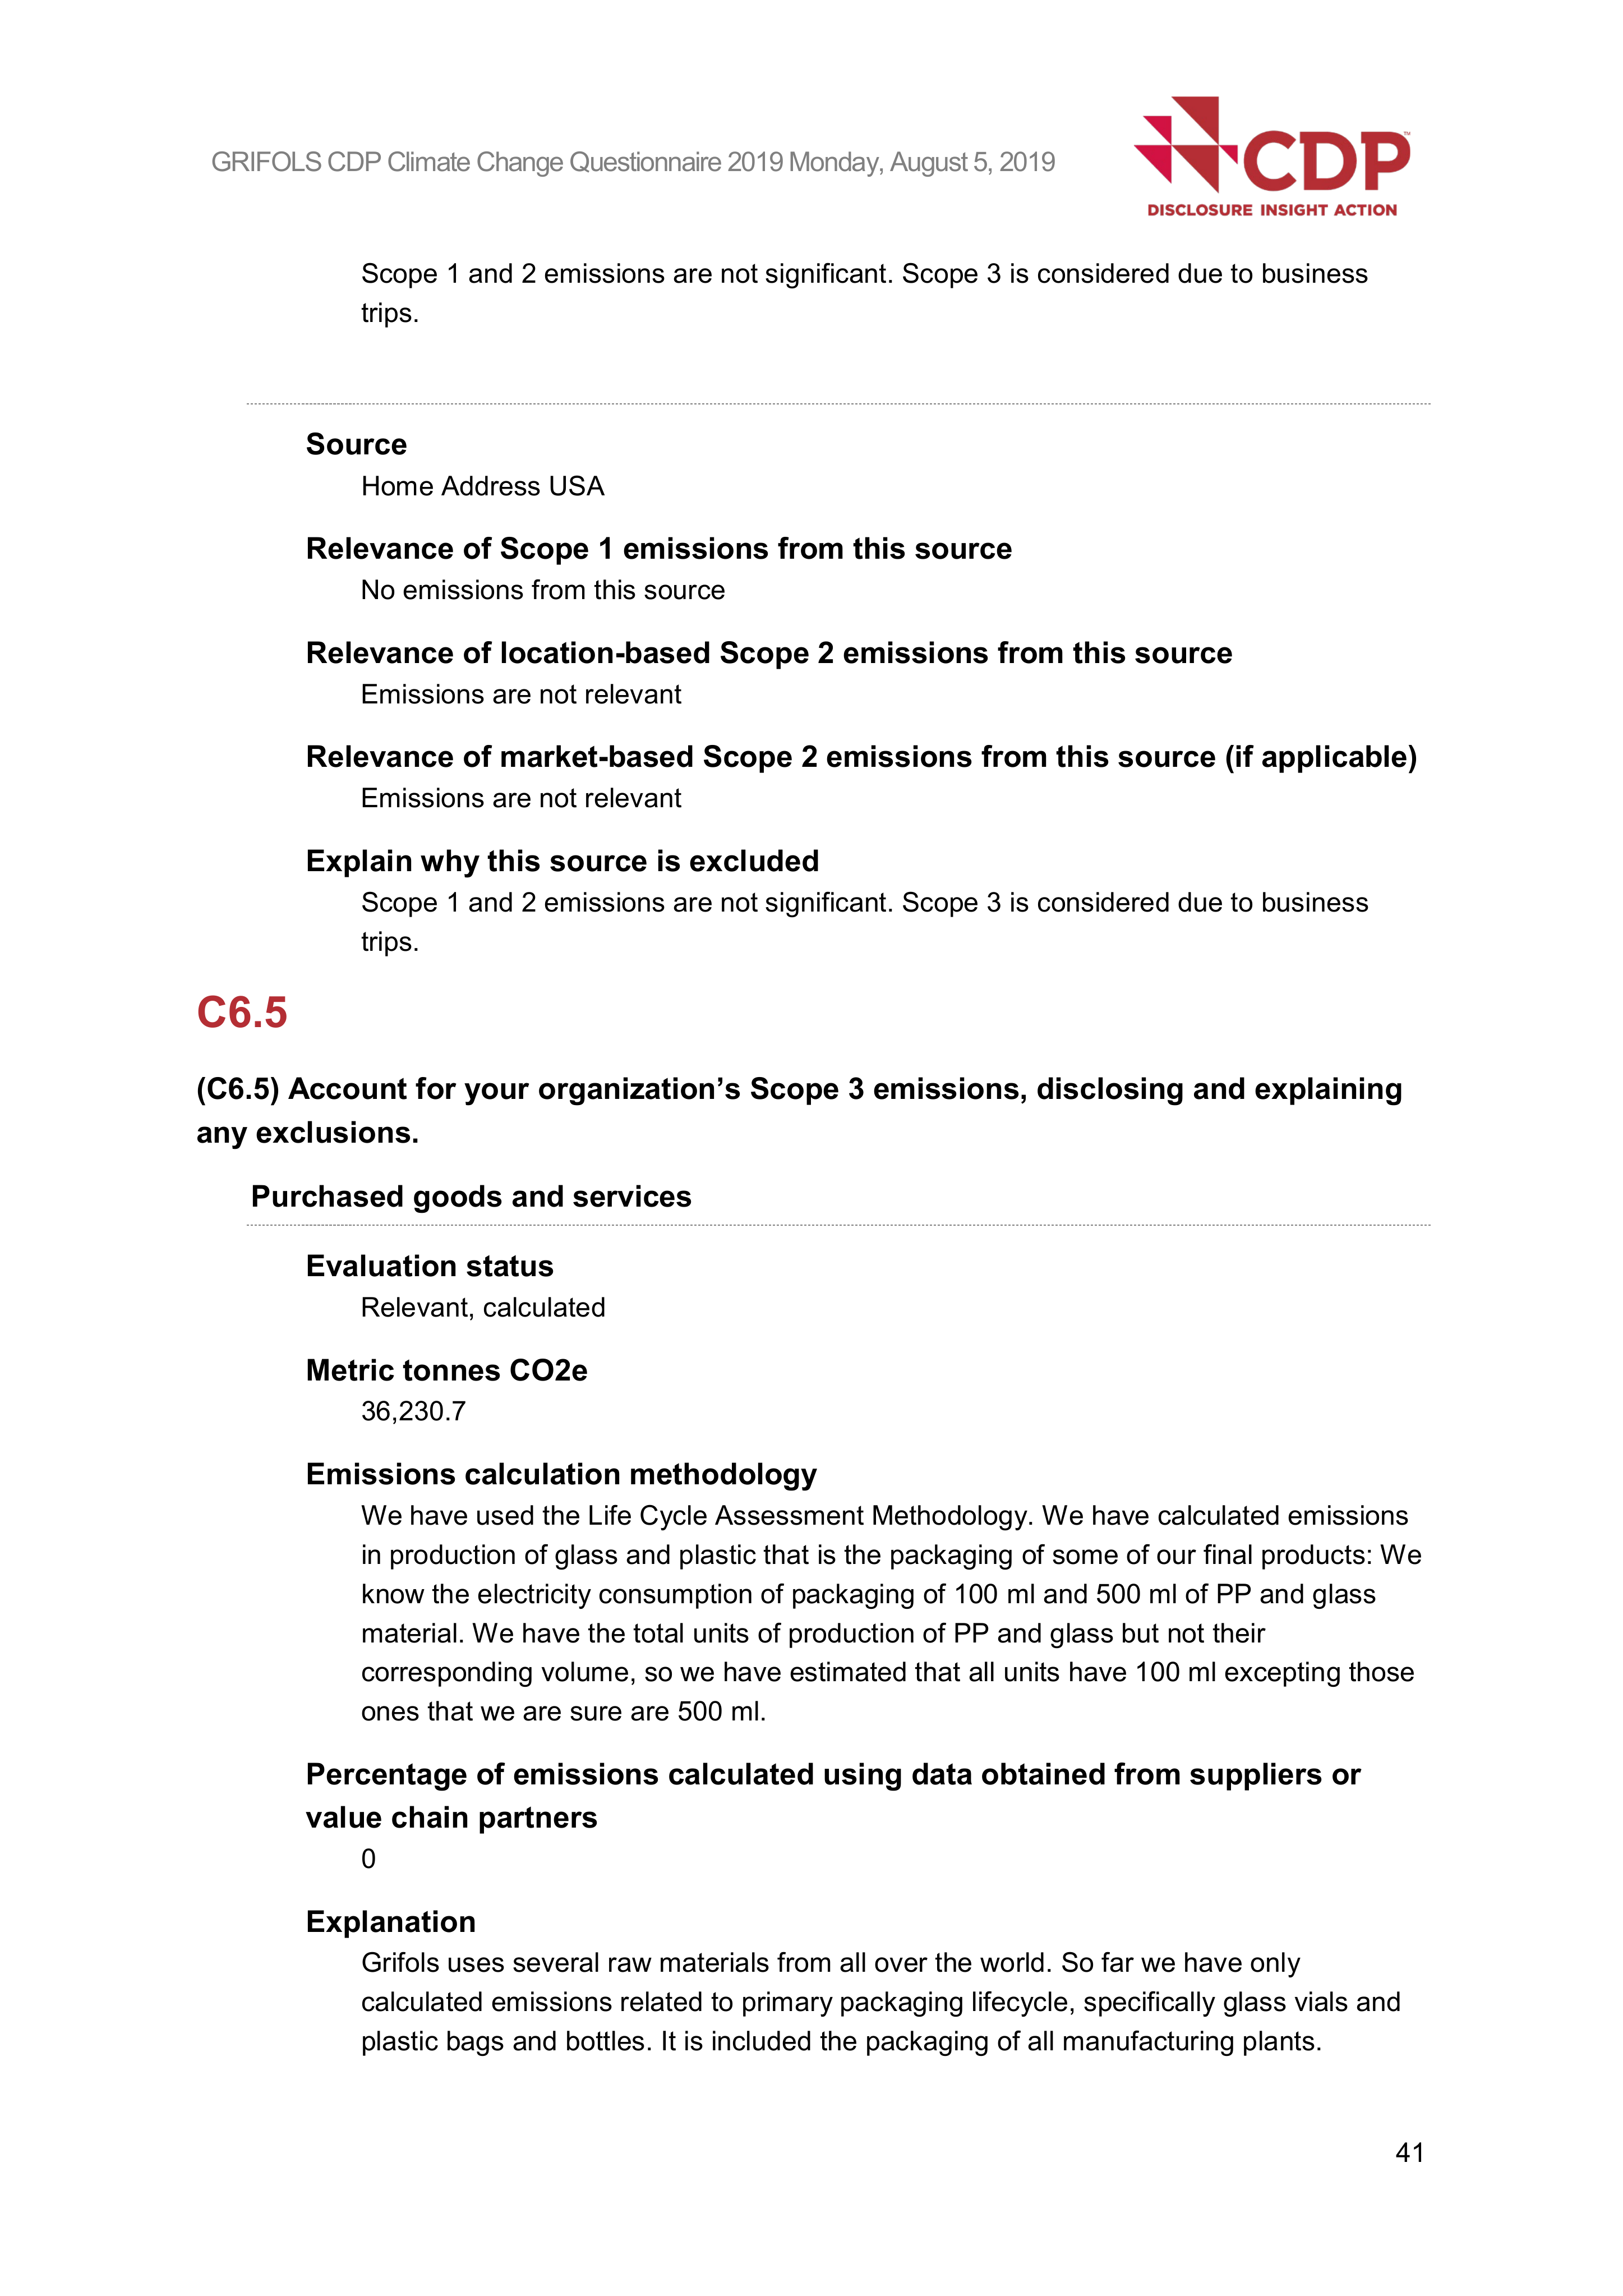 GRIFOLS CDP Climate Change Questionnaire 2019 Monday, August 5, 2019
CDP™
DISCLOSURE INSIGHT ACTION
Scope 1 and 2 emissions are not significant. Scope 3 is considered due to business
trips.
Source
Home Address USA
Relevance of Scope 1 emissions from this source
No emissions from this source
Relevance of location-based Scope 2 emissions from this source
Emissions are not relevant
Relevance of market-based Scope 2 emissions from this source (if applicable)
Emissions are not relevant
Explain why this source is excluded
Scope 1 and 2 emissions are not significant. Scope 3 is considered due to business
trips.
C6.5
(C6.5) Account for your organization’s Scope 3 emissions, disclosing and explaining
any exclusions.
Purchased goods and services
Evaluation status
Relevant, calculated
Metric tonnes CO2e
36,230.7
Emissions calculation methodology
We have used the Life Cycle Assessment Methodology. We have calculated emissions
in production of glass and plastic that is the packaging of some of our final products: We
know the electricity consumption of packaging of 100 ml and 500 ml of PP and glass
material. We have the total units of production of PP and glass but not their
corresponding volume, so we have estimated that all units have 100 ml excepting those
ones that we are sure are 500 ml.
Percentage of emissions calculated using data obtained from suppliers or
value chain partners
0
Explanation
Grifols uses several raw materials from all over the world. So far we have only
calculated emissions related to primary packaging lifecycle, specifically glass vials and
plastic bags and bottles. It is included the packaging of all manufacturing plants.
41